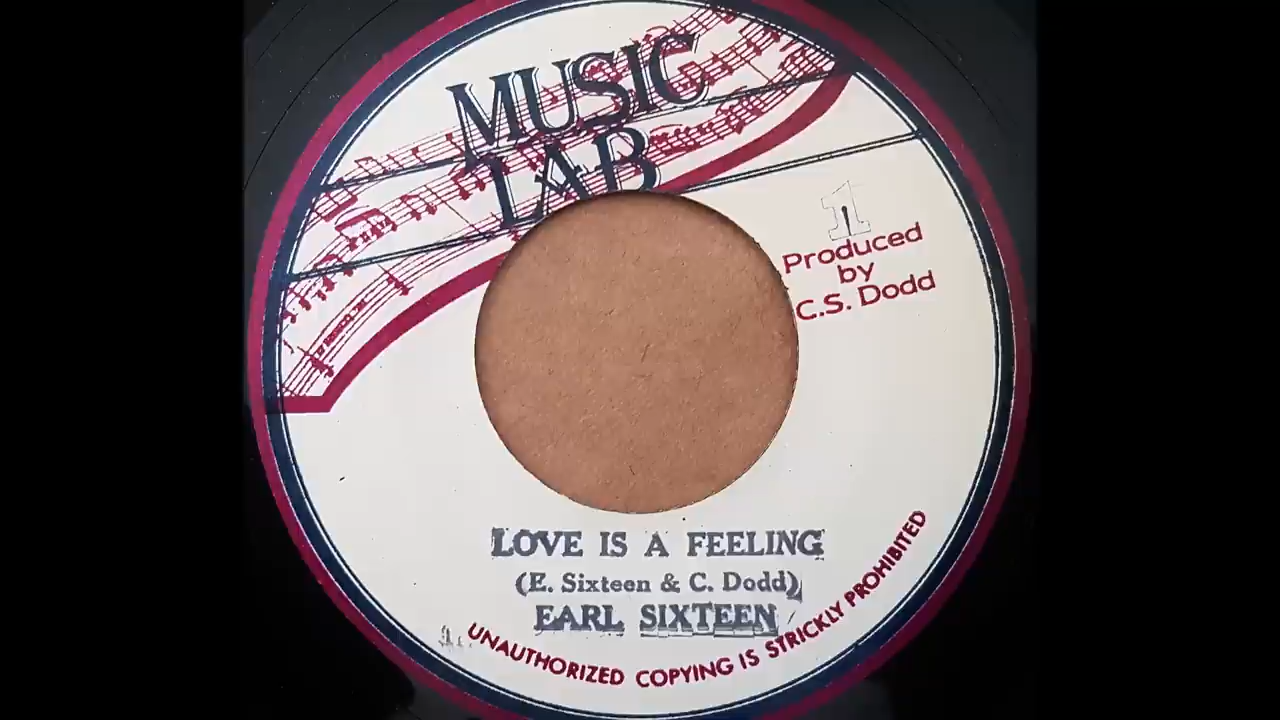 MUSIC
LAB
1
Produced
by
C.S. Dodd
LOVE IS A FEELING
(E. Sixteen & C. Dodd)
EARL SIXTEEN
UNAUTHORIZED COPYING IS STRICKLY PROHIBITED